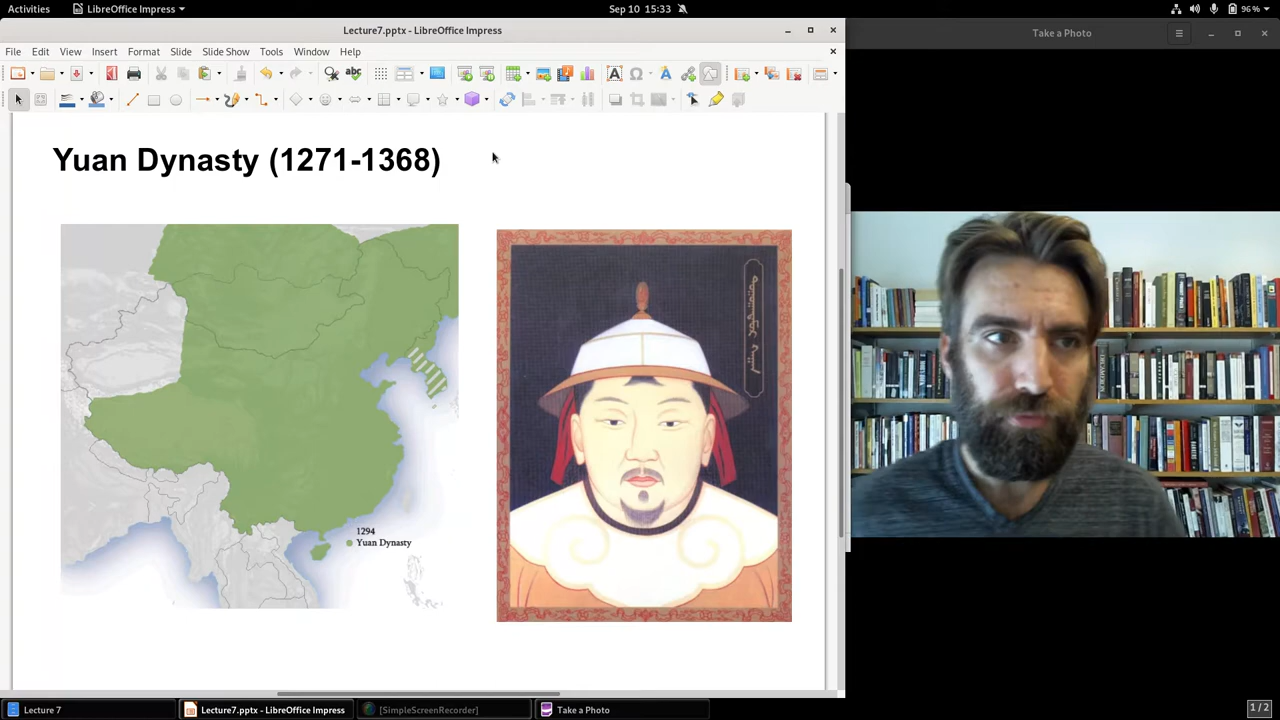 Activities
LibreOffice Impress
Sep 10 15:33
96 %
Lecture7.pptx - LibreOffice Impress
Take a Photo
File Edit View Insert Format Slide Slide Show Tools Window Help
Yuan Dynasty (1271-1368)
1294
Yuan Dynasty
Lecture 7
Lecture7.pptx - LibreOffice Impress
[SimpleScreenRecorder]
Take a Photo
1 / 2